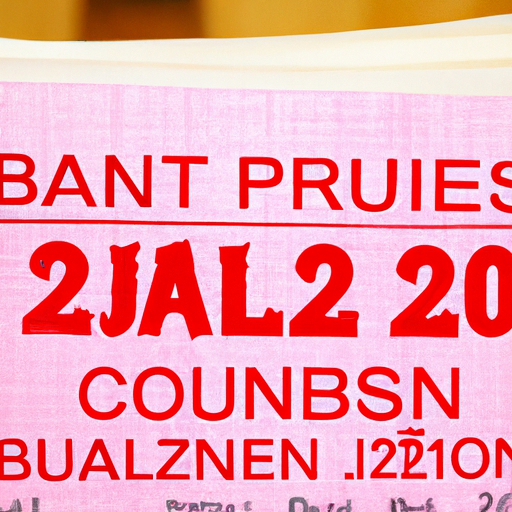 BANT PRUIES
2JAL2 20
COUNBSN
BUALZNEN